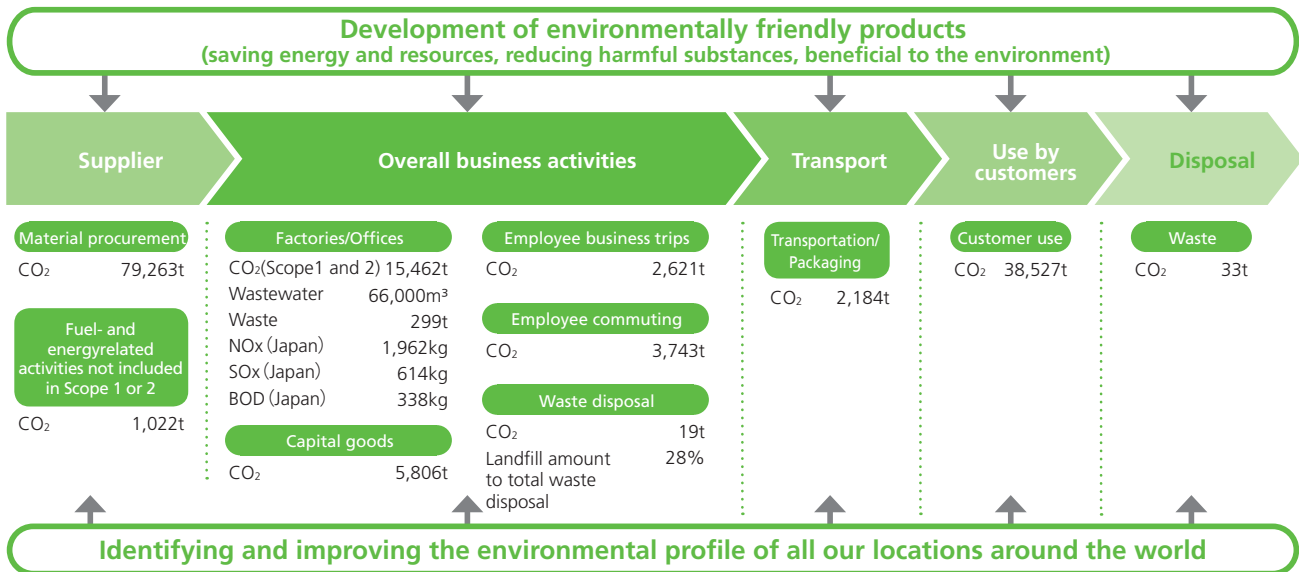 Development of environmentally friendly products
(saving energy and resources, reducing harmful substances, beneficial to the environment)
Supplier
Overall business activities
Transport
Use by
customers
Disposal
Material procurement
CO₂ 79,263t
Fuel- and
energyrelated
activities not included
in Scope 1 or 2
CO₂ 1,022t
Factories/Offices
CO₂(Scope1 and 2) 15,462t
Wastewater 66,000m³
Waste 299t
NOx(Japan) 1,962kg
SOx(Japan) 614kg
BOD(Japan) 338kg
Capital goods
CO₂ 5,806t
Employee business trips
CO₂ 2,621t
Employee commuting
CO₂ 3,743t
Waste disposal
CO₂ 19t
Landfill amount 28%
to total waste
disposal
Transportation/
Packaging
CO₂ 2,184t
Customer use
CO₂ 38,527t
Waste
CO₂ 33t
Identifying and improving the environmental profile of all our locations around the world